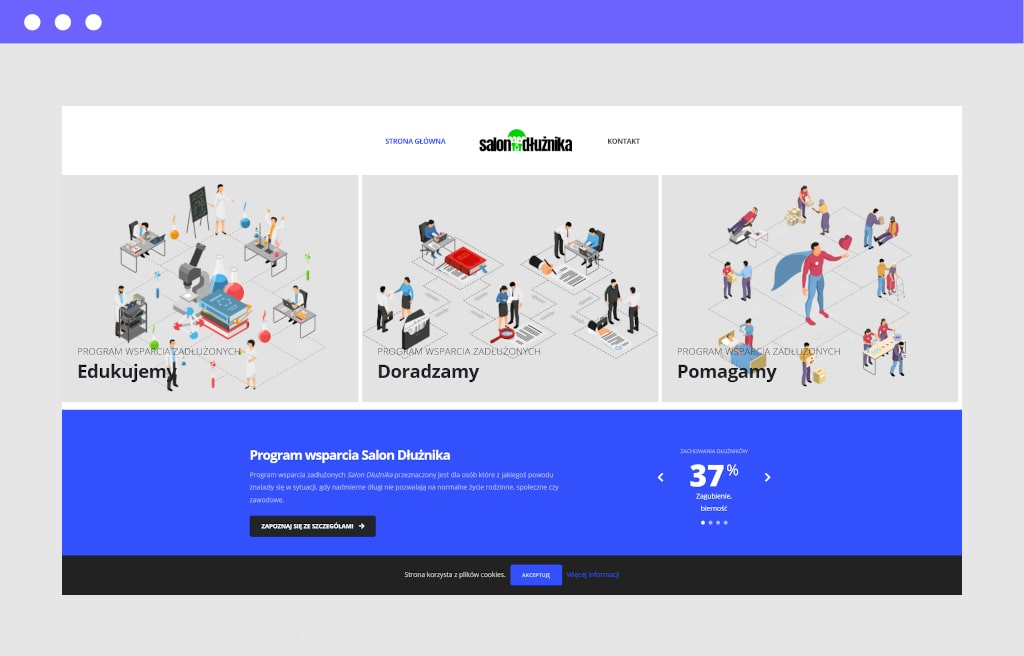 STRONA GŁÓWNA
salon dłużnika
KONTAKT
PROGRAM WSPARCIA ZADŁUŻONYCH
Edukujemy
PROGRAM WSPARCIA ZADŁUŻONYCH
Doradzamy
PROGRAM WSPARCIA ZADŁUŻONYCH
Pomagamy
Program wsparcia Salon Dłużnika
Program wsparcia zadłużonych Salon Dłużnika przeznaczony jest dla osób które z jakiegoś powodu
znalazły się w sytuacji, gdy nadmierne długi nie pozwalają na normalne życie rodzinne, społeczne czy
zawodowe.
ZAPOZNAJ SIĘ ZE SZCZEGÓŁAMI
ZACHOWANIA DŁUŻNIKÓW
37%
Zagubienie,
bierność
Strona korzysta z plików cookies.
AKCEPTUJĘ
Więcej informacji